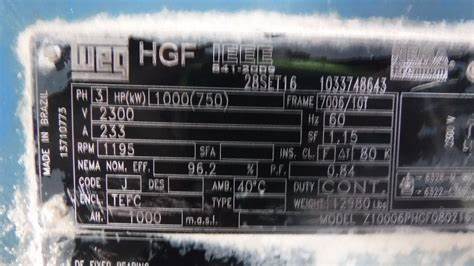 WEG HGF IEEE
841-2009
28SET16 1033748643
PH 3 HP(kW) 1000(750) FRAME 7006/10T
V 2300 Hz 60
A 233 SF 1.15
RPM 1195 SFA INS. CL. F ΔT 80 K
NEMA NOM. EFF. 96.2 % P.F. 0.84
CODE J DES AMB. 40°C DUTY CONT.
ENCL TEFC TYPE WEIGHT 12980 Lbs
Alt. 1000 m.a.s.l. MODEL
MADE IN BRAZIL
13710773
2300 V